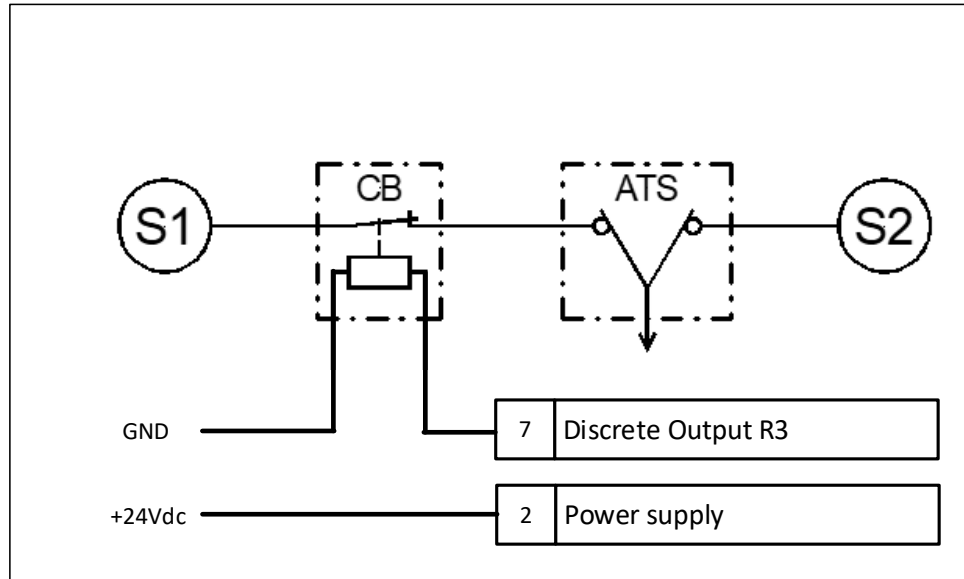 CB
ATS
S1
S2
GND
7 Discrete Output R3
+24Vdc
2 Power supply